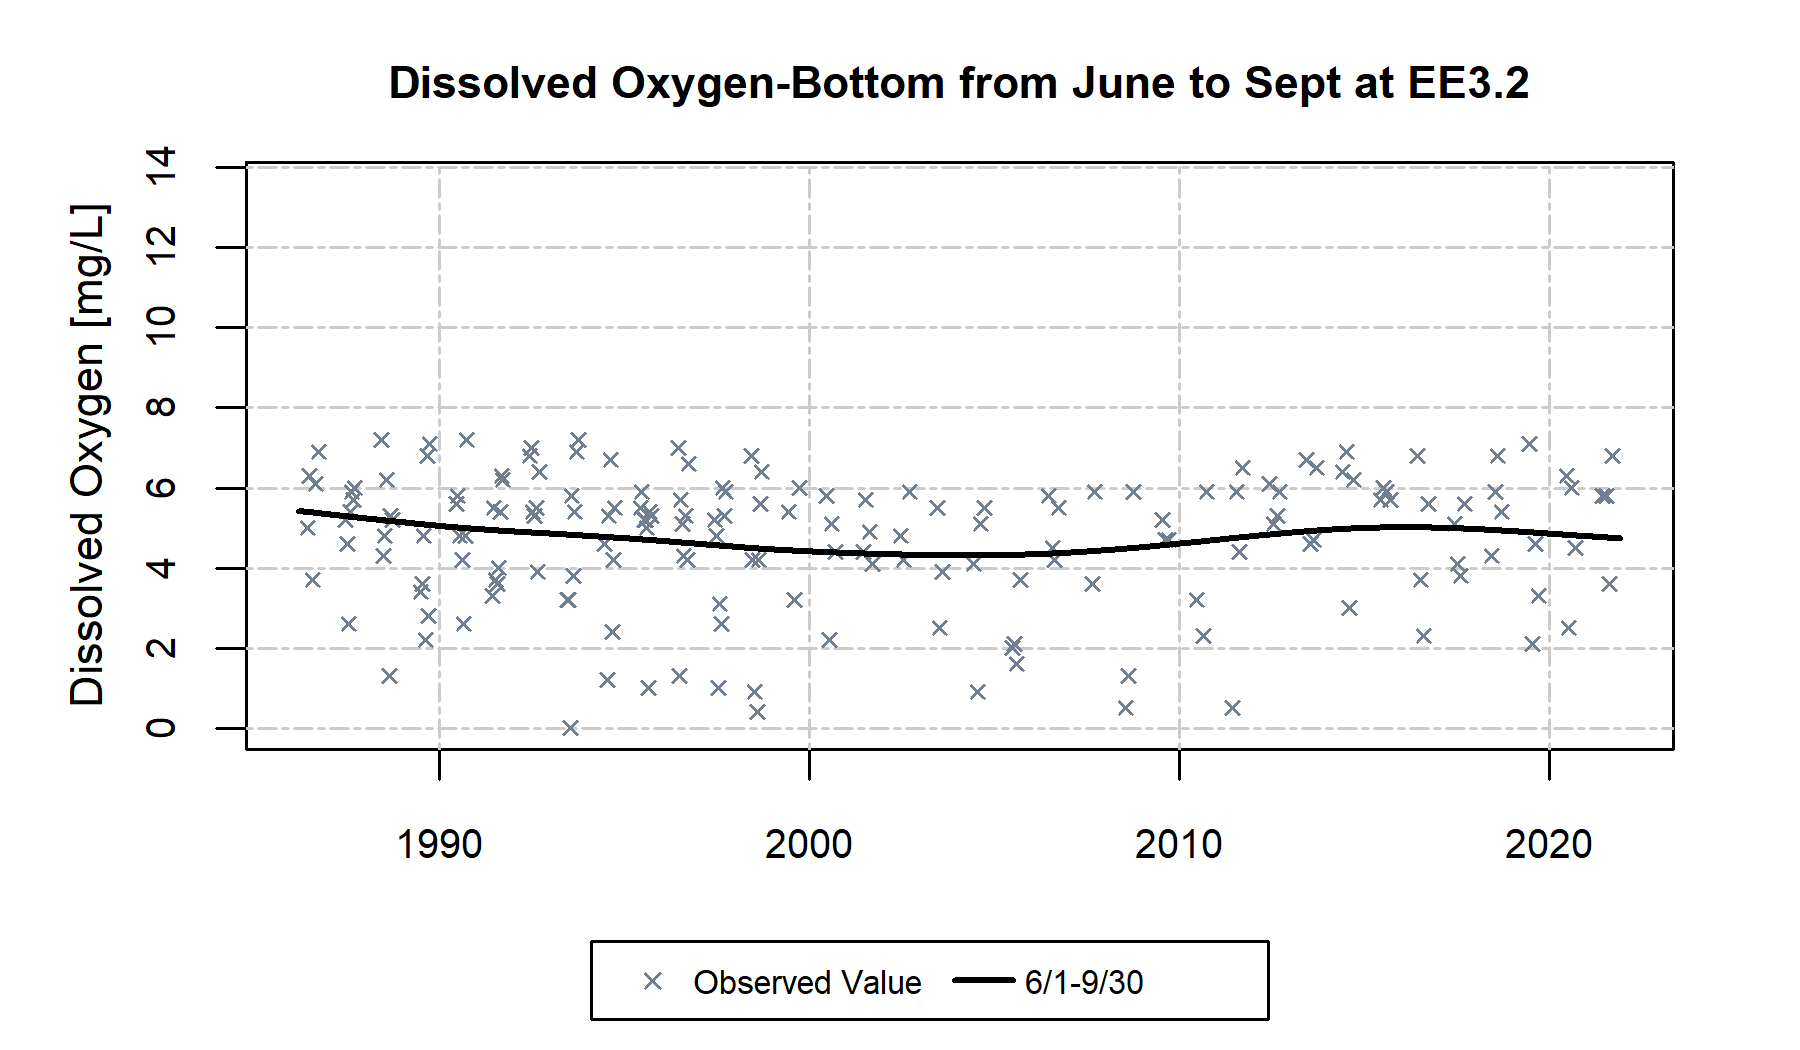 Dissolved Oxygen-Bottom from June to Sept at EE3.2
Dissolved Oxygen [mg/L]
14
12
10
8
6
4
2
0
1990 2000 2010 2020
Observed Value 6/1-9/30